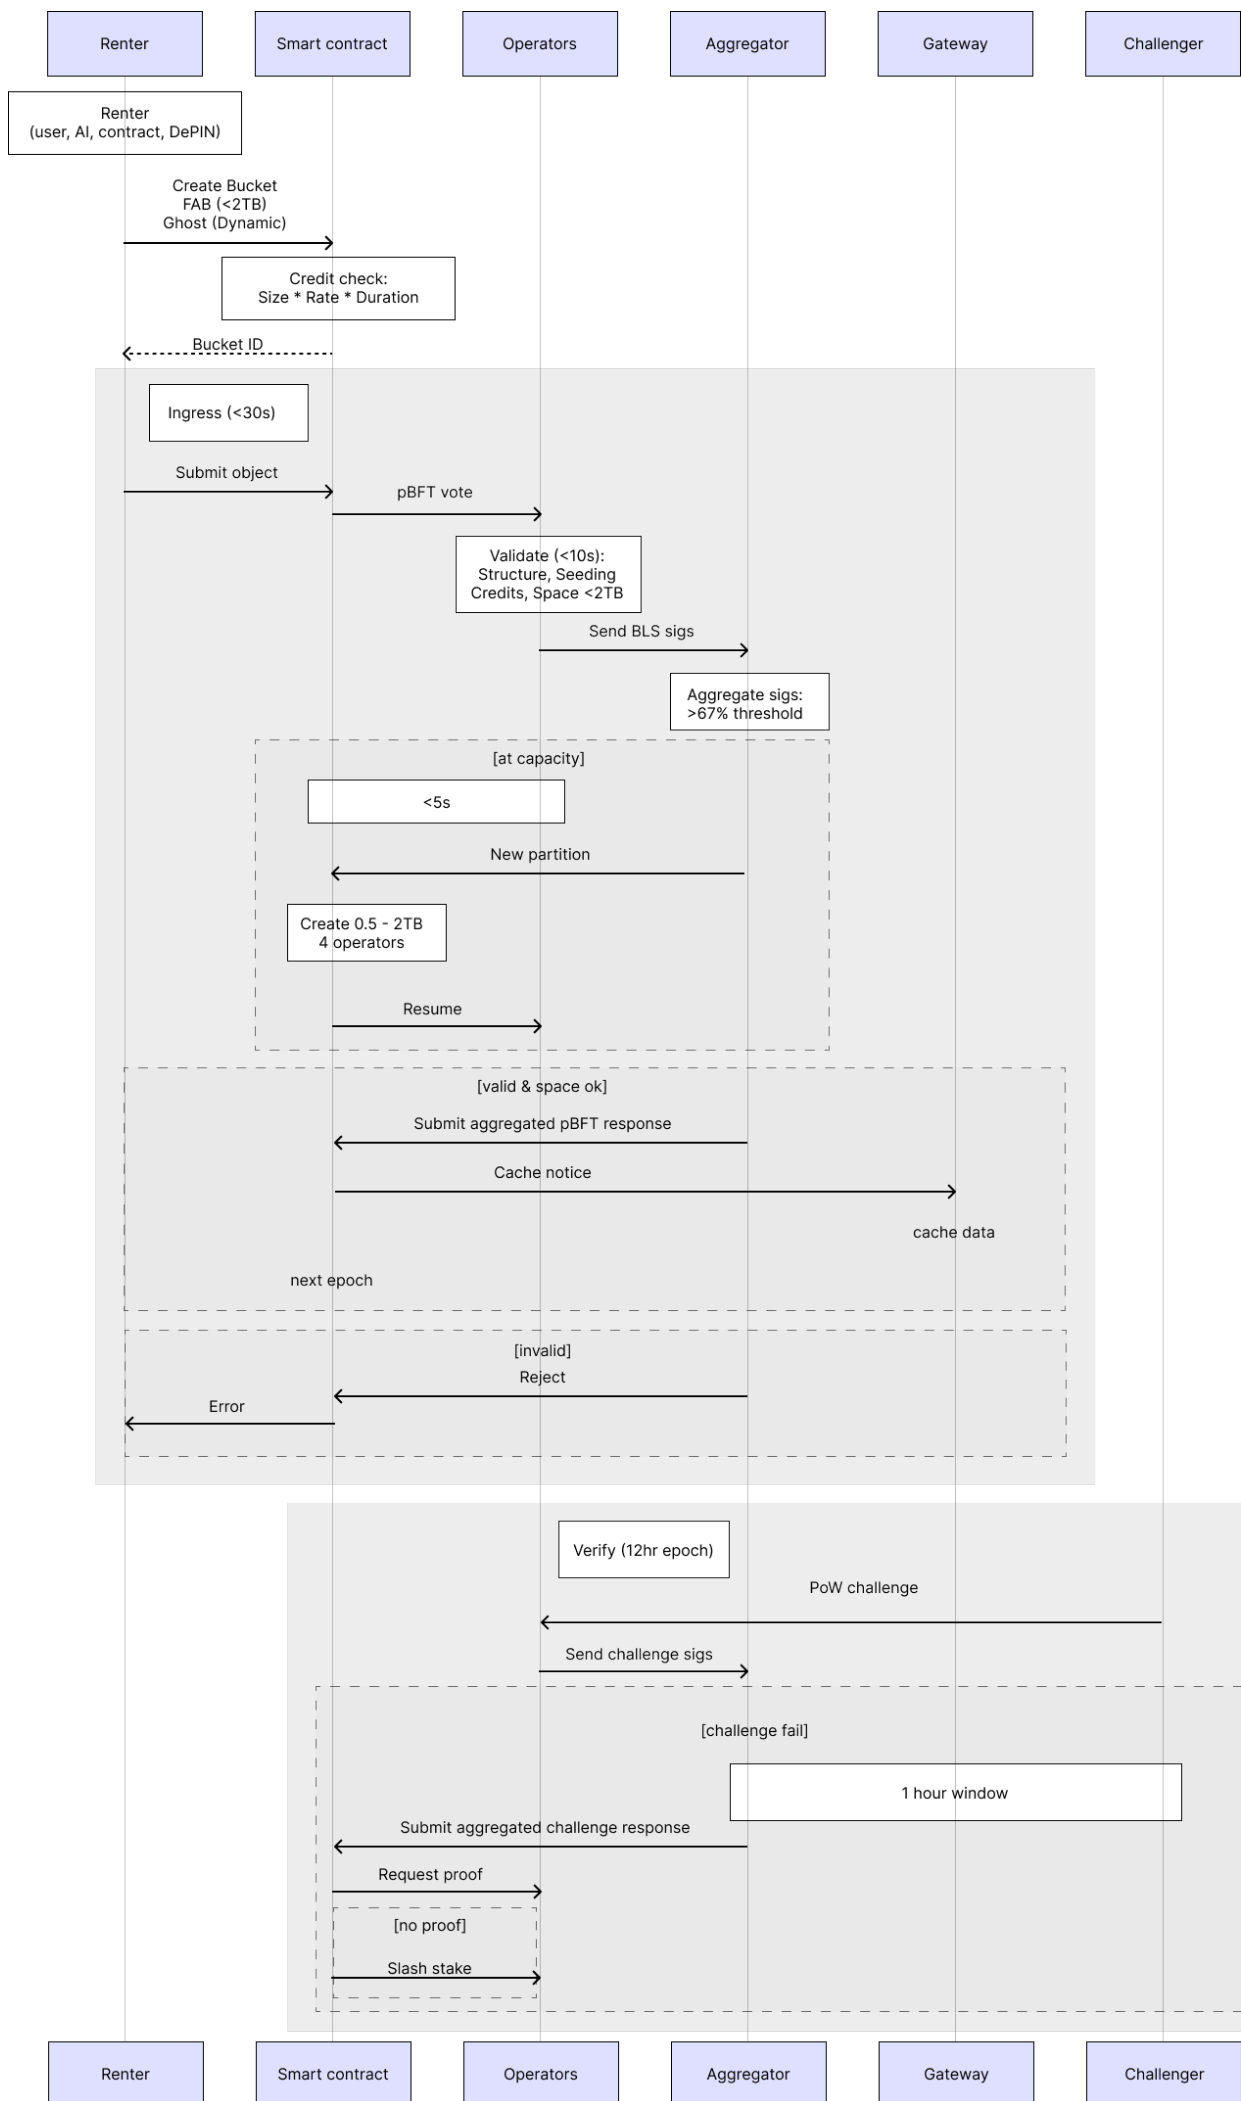 Renter
Smart contract
Operators
Aggregator
Gateway
Challenger
Renter
(user, AI, contract, DePIN)
Create Bucket
FAB (<2TB)
Ghost (Dynamic)
Credit check:
Size * Rate * Duration
Bucket ID
Ingress (<30s)
Submit object
pBFT vote
Validate (<10s):
Structure, Seeding
Credits, Space <2TB
Send BLS sigs
Aggregate sigs:
>67% threshold
[at capacity]
<5s
New partition
Create 0.5 - 2TB
4 operators
Resume
[valid & space ok]
Submit aggregated pBFT response
Cache notice
cache data
next epoch
[invalid]
Reject
Error
Verify (12hr epoch)
PoW challenge
Send challenge sigs
[challenge fail]
1 hour window
Submit aggregated challenge response
Request proof
[no proof]
Slash stake
Renter
Smart contract
Operators
Aggregator
Gateway
Challenger